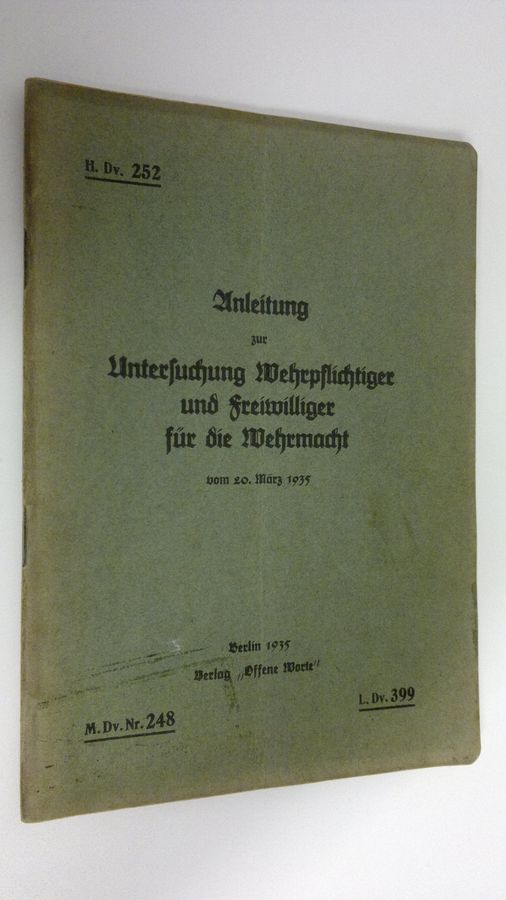 H. Dv. 252
Anleitung
zur
Untersuchung Wehrpflichtiger
und Freiwilliger
für die Wehrmacht
vom 20. März 1935
Berlin 1935
Verlag „Offene Worte“
M. Dv. Nr. 248
L. Dv. 399